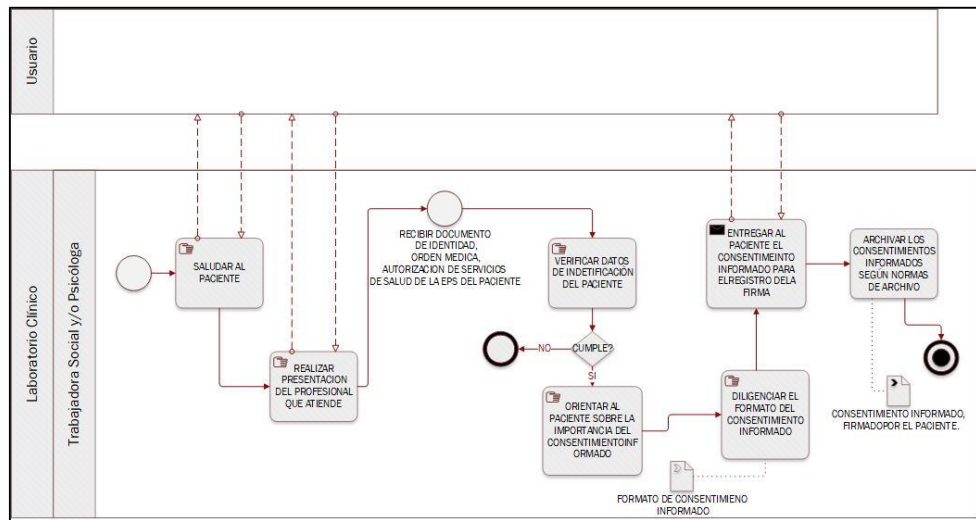 Usuario
Laboratorio Clínico
Trabajadora Social y/o Psicóloga
SALUDAR AL
PACIENTE
REALIZAR
PRESENTACION
DEL PROFESIONAL
QUE ATIENDE
RECIBIR DOCUMENTO
DE IDENTIDAD,
ORDEN MEDICA,
AUTORIZACION DE SERVICIOS
DE SALUD DE LA EPS DEL PACIENTE
VERIFICAR DATOS
DE INDETIFICACIÓN
DEL PACIENTE
CUMPLE?
NO
SI
ORIENTAR AL
PACIENTE SOBRE LA
IMPORTANCIA DEL
CONSENTIMIENTOINF
ORMADO
DILIGENCIAR EL
FORMATO DEL
CONSENTIMIENTO
INFORMADO
FORMATO DE CONSENTIMIENO
INFORMADO
ENTREGAR AL
PACIENTE EL
CONSENTIMEINTO
INFORMADO PARA
ELREGISTRO DELA
FIRMA
ARCHIVAR LOS
CONSENTIMIENTOS
INFORMADOS
SEGÚN NORMAS
DE ARCHIVO
CONSENTIMIENTO INFORMADO,
FIRMADOPOR EL PACIENTE.